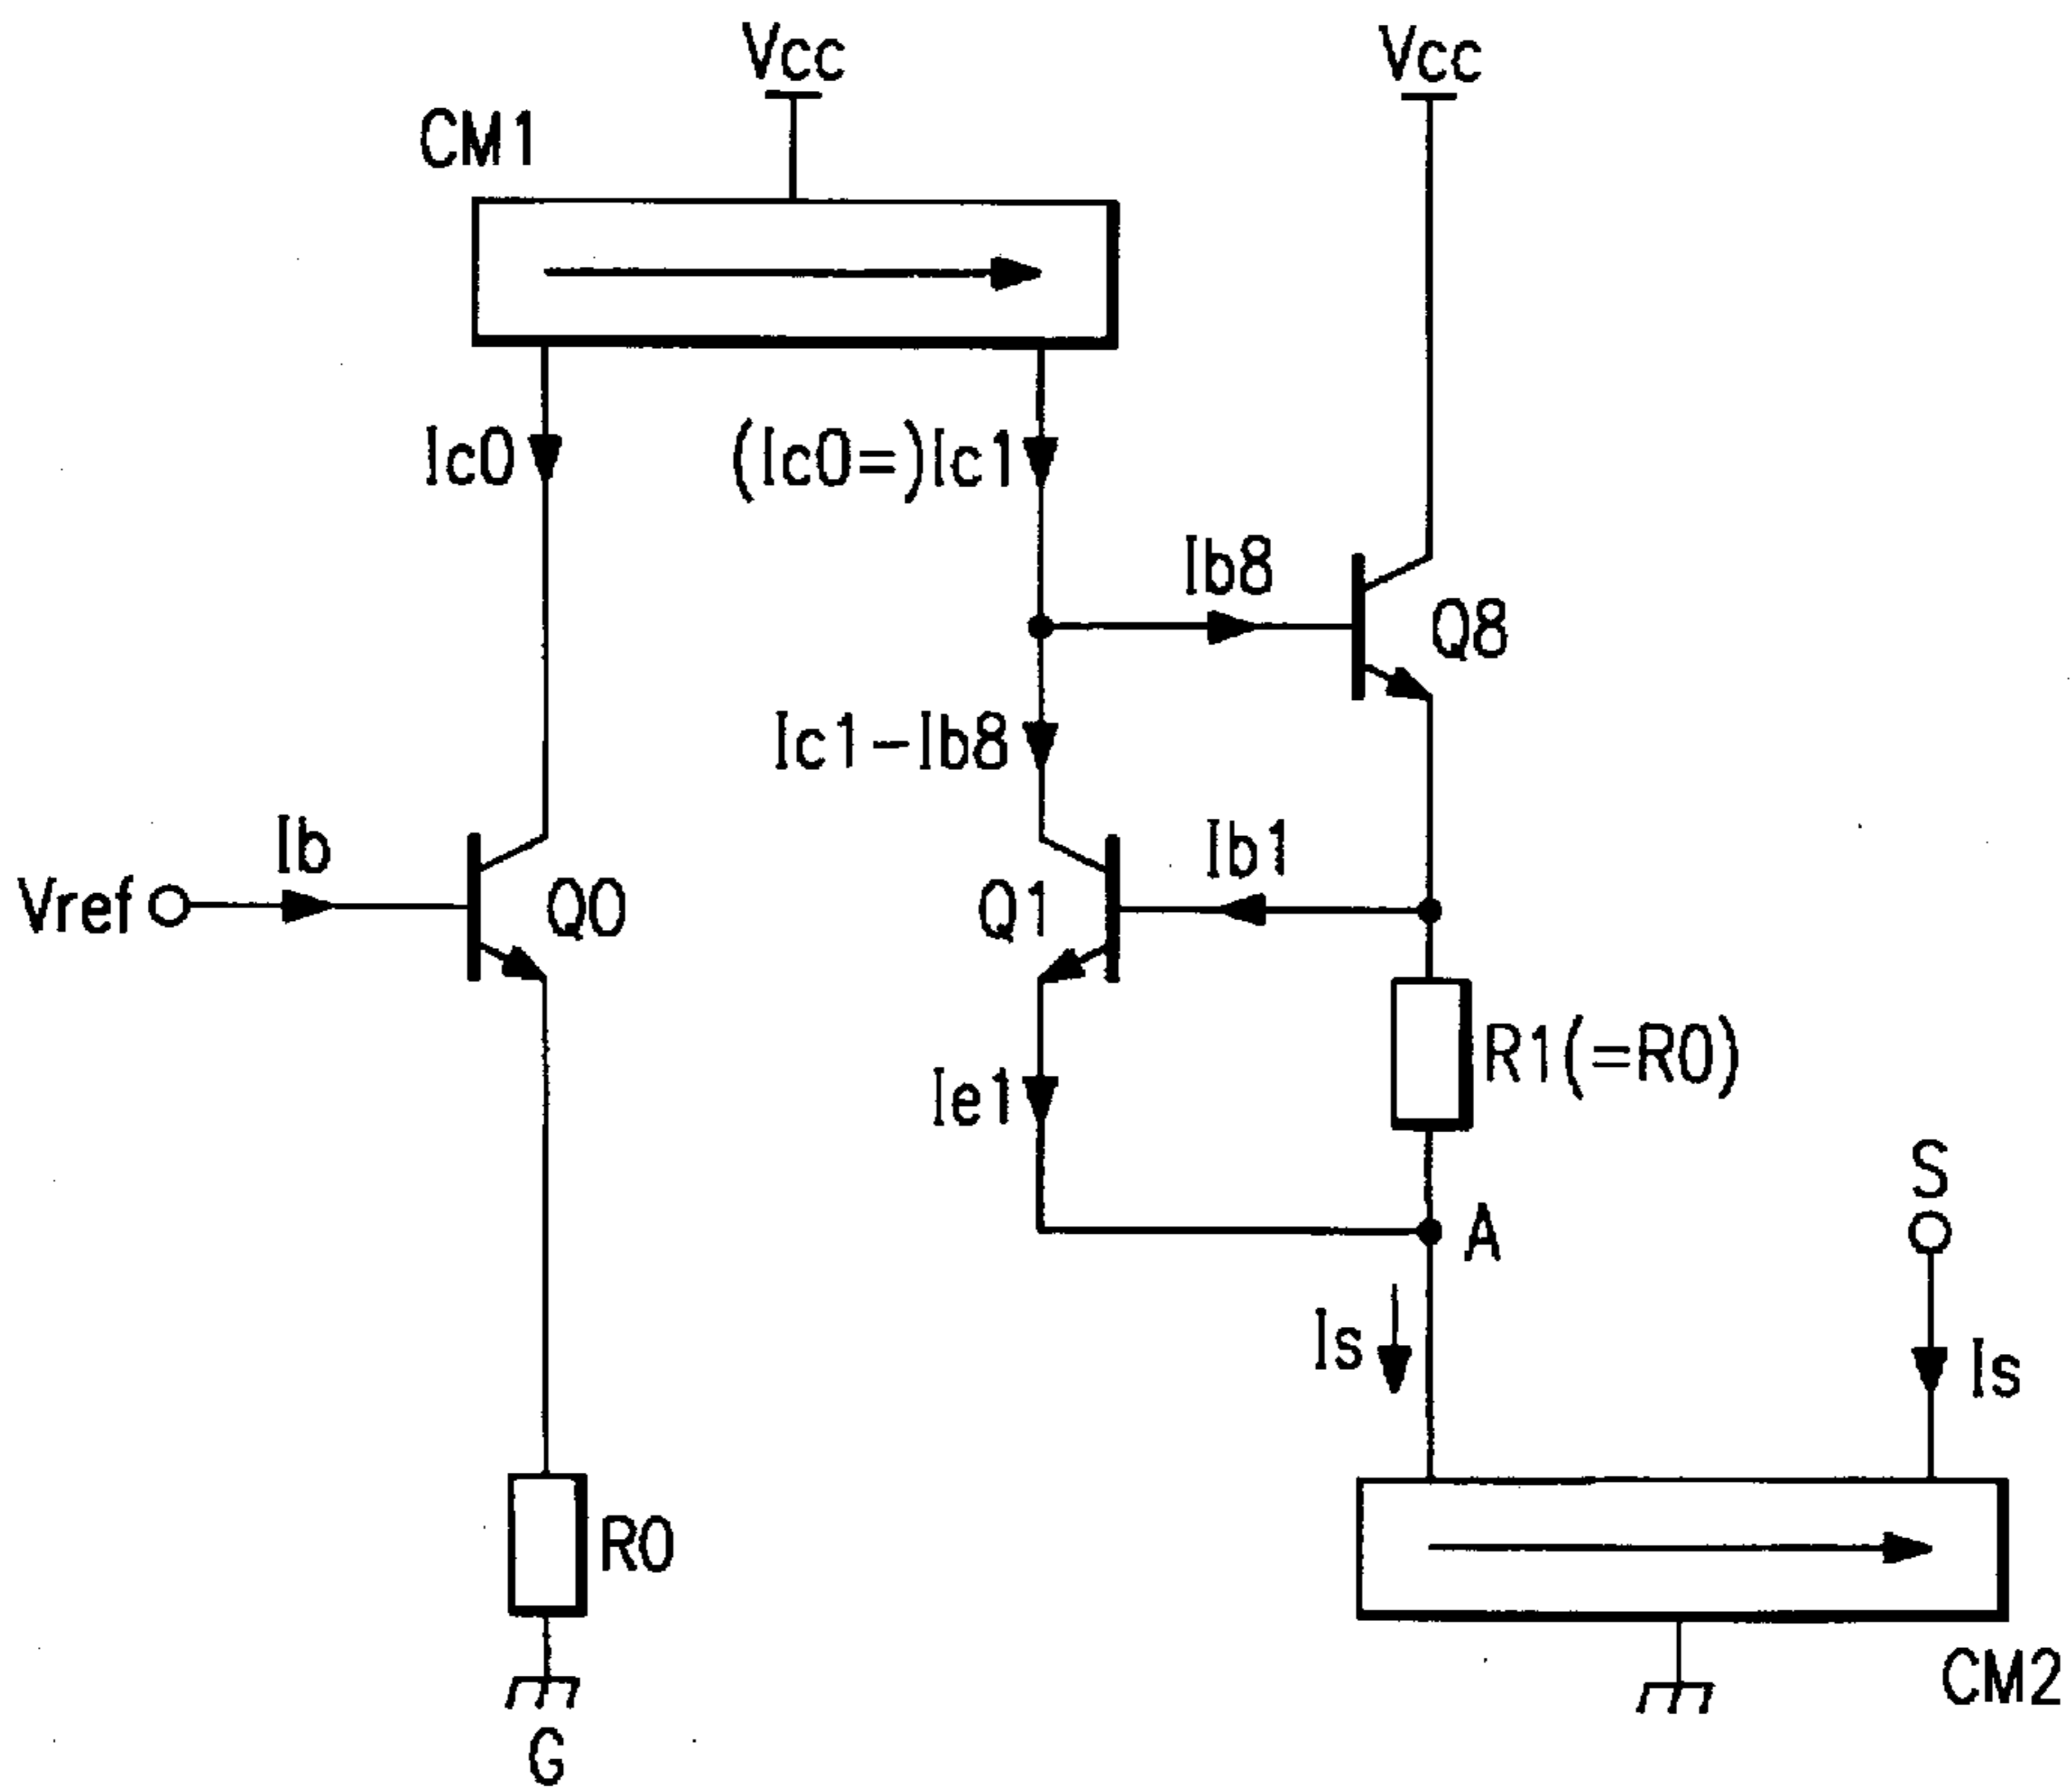 Vcc
Vcc
CM1
Ic0
(Ic0=)Ic1
Ib8
Q8
Ic1-Ib8
Ib
Vref
Q0
Q1
Ib1
R1(=R0)
Ie1
S
A
Is
Is
R0
CM2
G